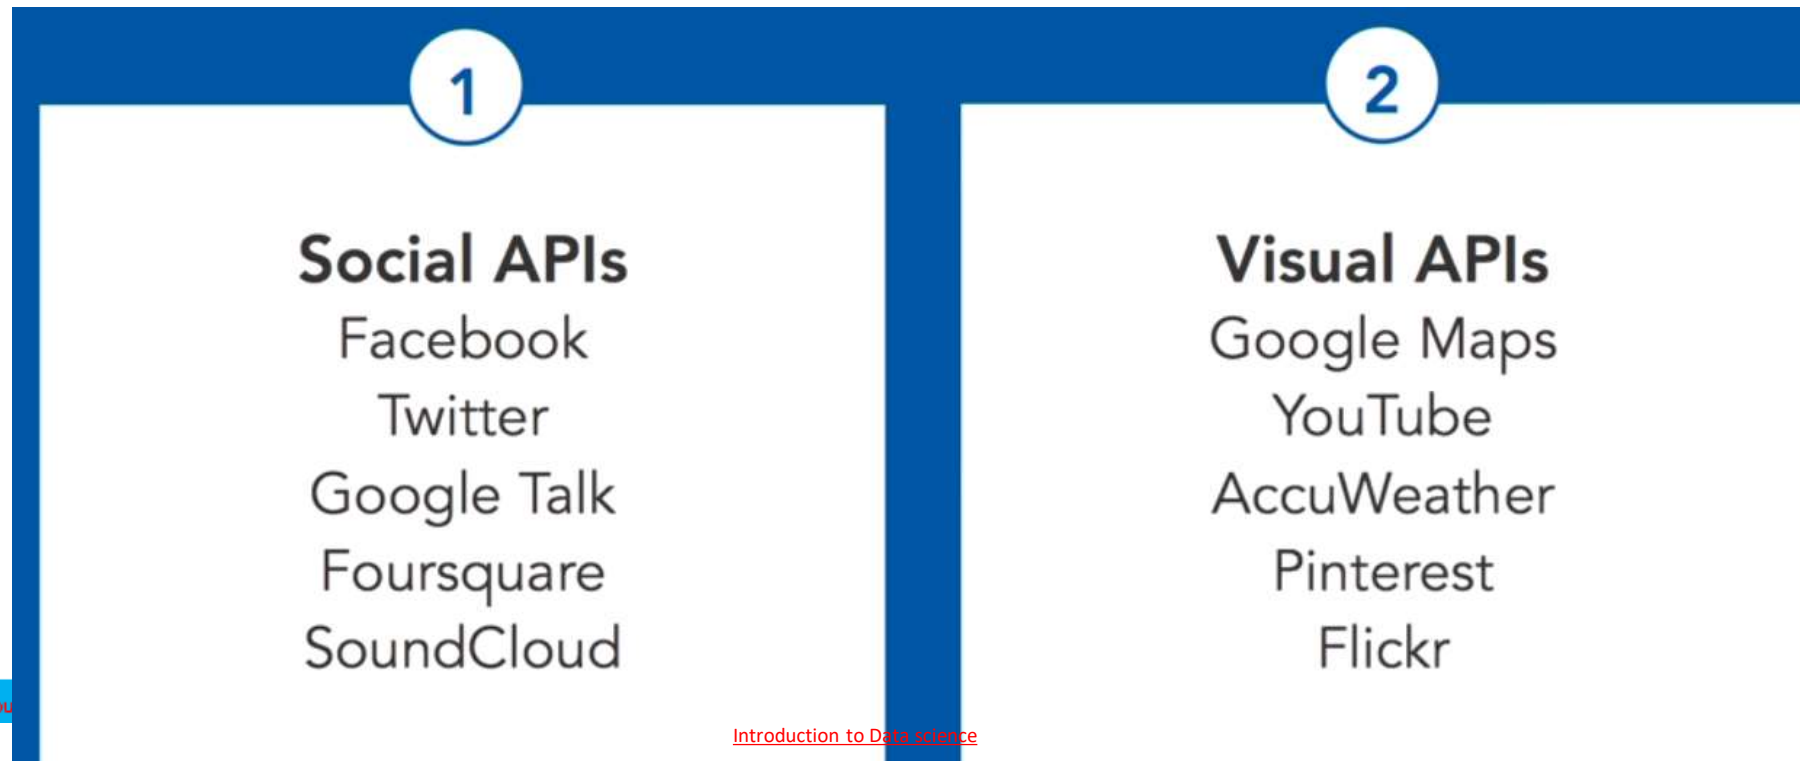 1
Social APIs
Facebook
Twitter
Google Talk
Foursquare
SoundCloud
2
Visual APIs
Google Maps
YouTube
AccuWeather
Pinterest
Flickr
Introduction to Data science